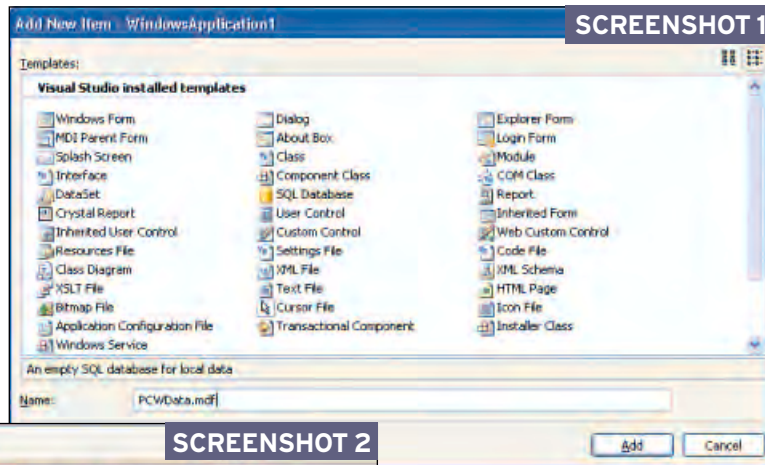 Add New Item - WindowsApplication1
SCREENSHOT 1
Templates:
Visual Studio installed templates
Windows Form Dialog Explorer Form
MDI Parent Form About Box Login Form
Splash Screen Class Module
Interface Component Class COM Class
DataSet SQL Database Report
Crystal Report User Control Inherited Form
Inherited User Control Custom Control Web Custom Control
Resources File Settings File Code File
Class Diagram XML File XML Schema
XSLT File Text File HTML Page
Bitmap File Cursor File Icon File
Application Configuration File Transactional Component Installer Class
Windows Service
An empty SQL database for local data
Name: PCWData.mdf
Add Cancel
SCREENSHOT 2